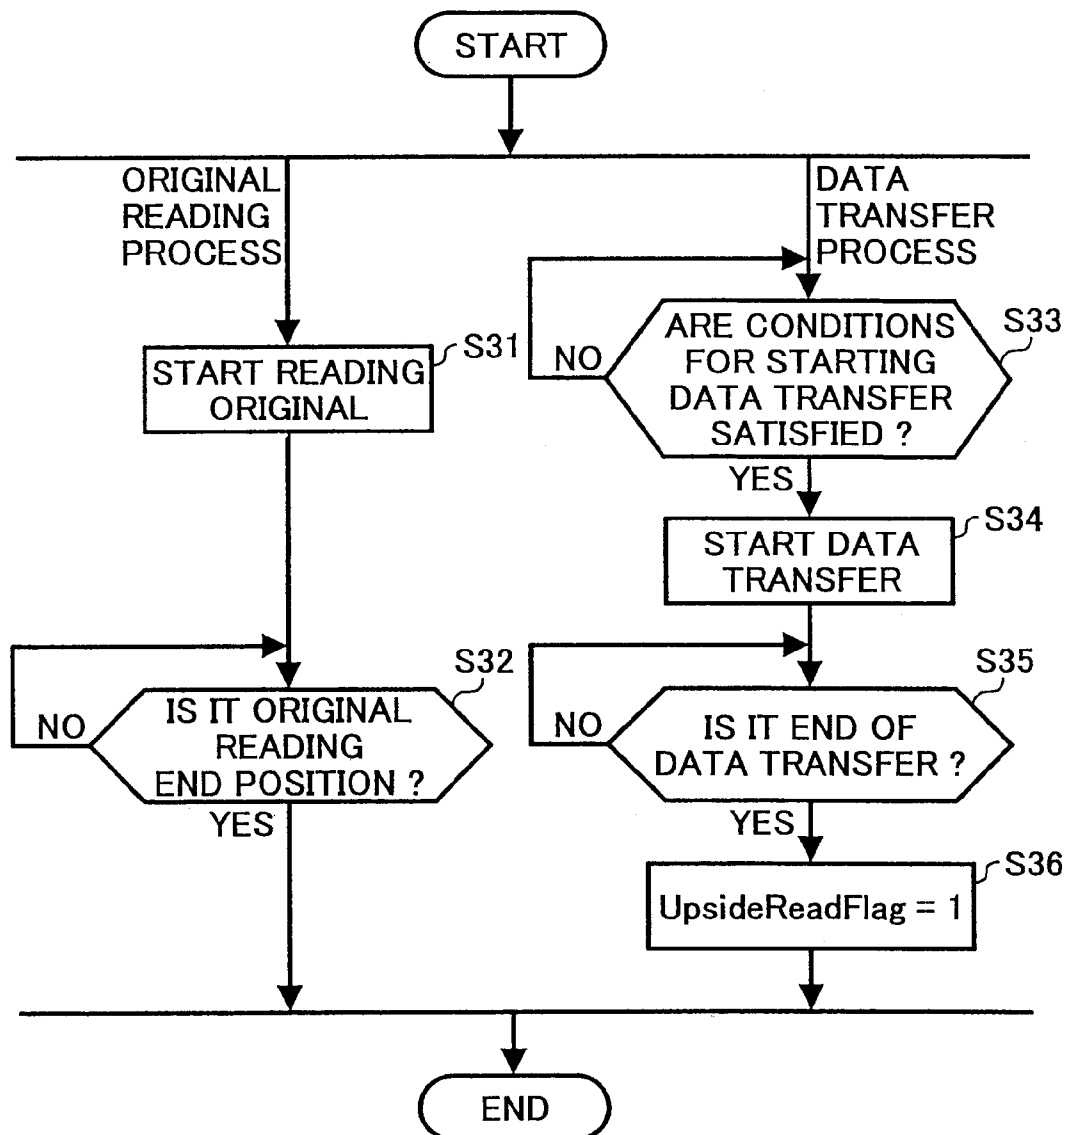 START
ORIGINAL
READING
PROCESS
DATA
TRANSFER
PROCESS
S31
START READING
ORIGINAL
S33
ARE CONDITIONS
FOR STARTING
DATA TRANSFER
SATISFIED ?
NO
YES
S34
START DATA
TRANSFER
S32
IS IT ORIGINAL
READING
END POSITION ?
NO
YES
S35
IS IT END OF
DATA TRANSFER ?
NO
YES
S36
UpsideReadFlag = 1
END